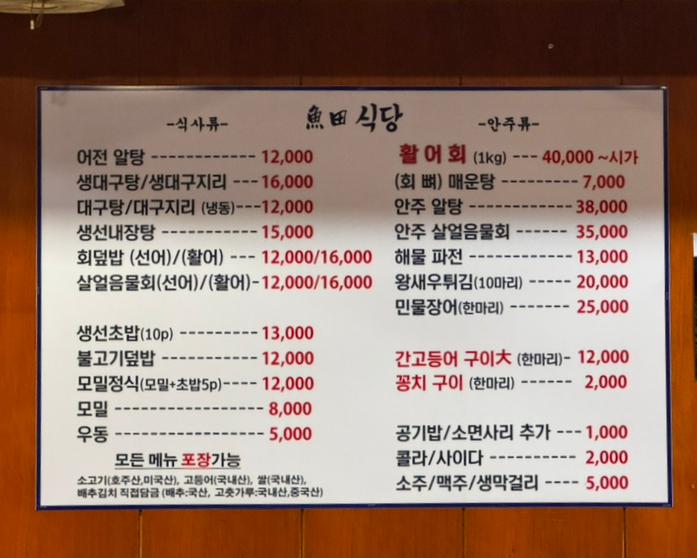 魚田 식당
-식사류-
어전 알탕 ------------ 12,000
생대구탕/생대구지리 --- 16,000
대구탕/대구지리 (냉동)---12,000
생선내장탕 ------------ 15,000
회덮밥 (선어)/(활어) --- 12,000/16,000
살얼음물회(선어)/(활어)-12,000/16,000
생선초밥(10p) --------- 13,000
불고기덮밥 ------------ 12,000
모밀정식(모밀+초밥5p)---- 12,000
모밀 ----------------- 8,000
우동 ----------------- 5,000
모든 메뉴 포장가능
소고기(호주산,미국산), 고등어(국내산), 쌀(국내산),
배추김치 직접담금 (배추:국산, 고춧가루:국내산,중국산)
-안주류-
활어회 (1kg) --- 40,000 ~시가
(회 뼈) 매운탕 --------- 7,000
안주 알탕 ------------- 38,000
안주 살얼음물회 ------- 35,000
해물 파전 ------------- 13,000
왕새우튀김(10마리) ----- 20,000
민물장어(한마리) ------- 25,000
간고등어 구이大 (한마리)- 12,000
꽁치 구이 (한마리) ------ 2,000
공기밥/소면사리 추가 --- 1,000
콜라/사이다 ----------- 2,000
소주/맥주/생막걸리 ---- 5,000